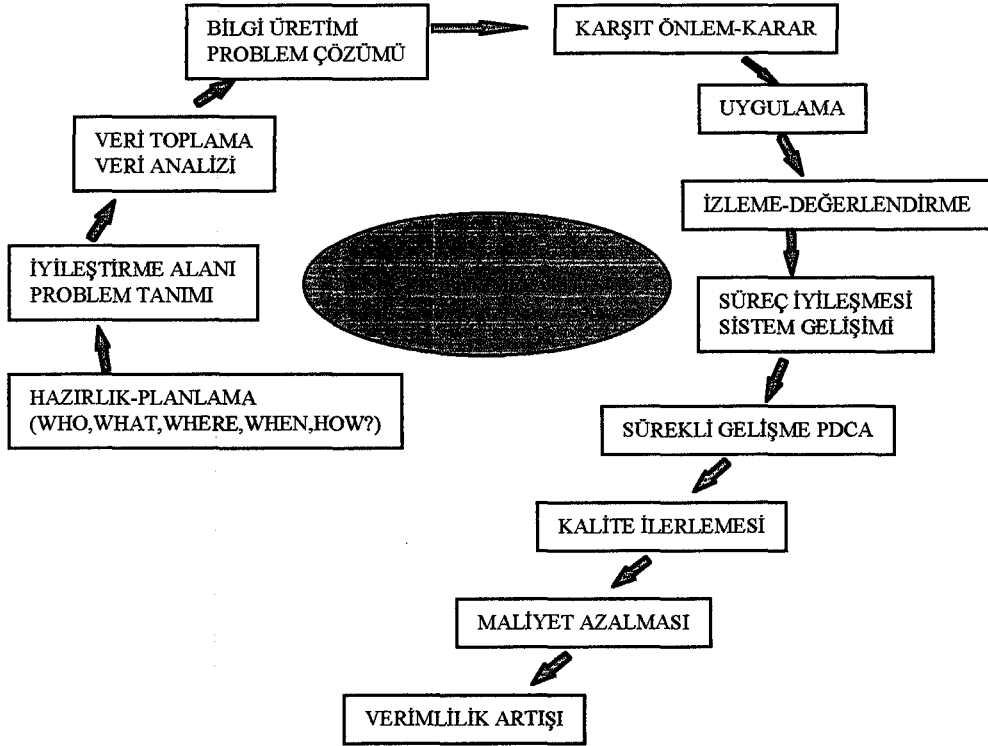 BİLGİ ÜRETİMİ
PROBLEM ÇÖZÜMÜ
KARŞIT ÖNLEM-KARAR
UYGULAMA
VERİ TOPLAMA
VERİ ANALİZİ
İZLEME-DEĞERLENDİRME
İYİLEŞTİRME ALANI
PROBLEM TANIMI
SÜREÇ İYİLEŞMESİ
SİSTEM GELİŞİMİ
HAZIRLIK-PLANLAMA
(WHO,WHAT,WHERE,WHEN,HOW?)
SÜREKLİ GELİŞME PDCA
KALİTE İLERLEMESİ
MALİYET AZALMASI
VERİMLİLİK ARTIŞI